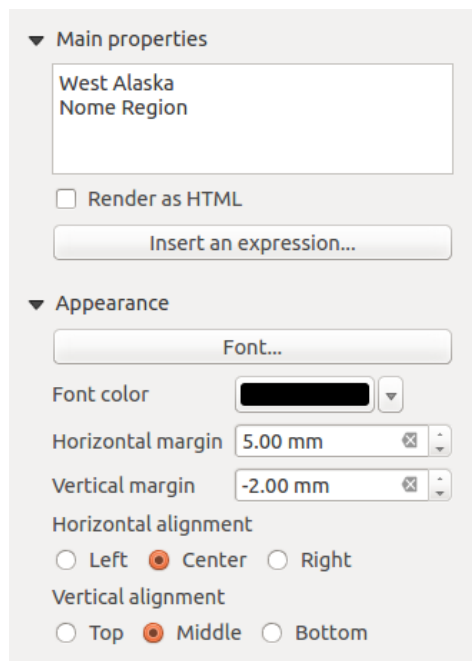 Main properties
West Alaska
Nome Region
Render as HTML
Insert an expression...
Appearance
Font...
Font color
Horizontal margin 5.00 mm
Vertical margin -2.00 mm
Horizontal alignment
Left Center Right
Vertical alignment
Top Middle Bottom